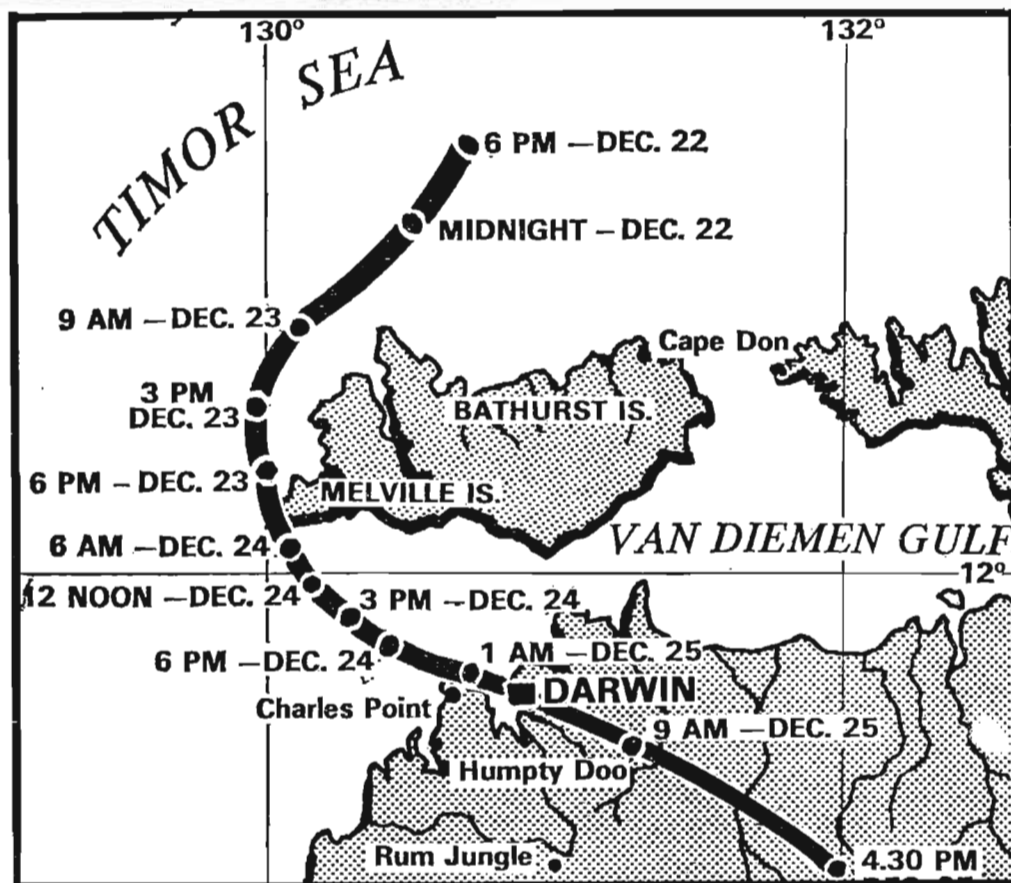 130°
132°
TIMOR SEA
6 PM — DEC. 22
MIDNIGHT — DEC. 22
9 AM — DEC. 23
Cape Don
3 PM
DEC. 23
BATHURST IS.
6 PM — DEC. 23
MELVILLE IS.
VAN DIEMEN GULF
6 AM — DEC. 24
12°
12 NOON — DEC. 24
3 PM — DEC. 24
6 PM — DEC. 24
1 AM — DEC. 25
DARWIN
Charles Point
9 AM — DEC. 25
Humpty Doo
Rum Jungle
4.30 PM